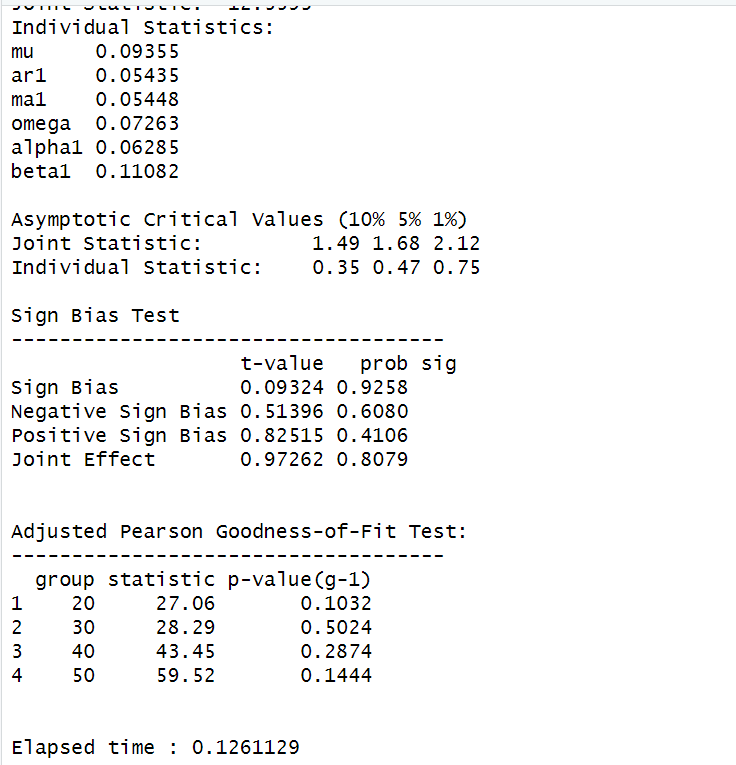 Individual Statistics:
mu     0.09355
ar1    0.05435
ma1    0.05448
omega  0.07263
alpha1 0.06285
beta1  0.11082

Asymptotic Critical Values (10% 5% 1%)
Joint Statistic:         1.49 1.68 2.12
Individual Statistic:    0.35 0.47 0.75

Sign Bias Test
------------------------------------
                   t-value   prob sig
Sign Bias          0.09324 0.9258
Negative Sign Bias 0.51396 0.6080
Positive Sign Bias 0.82515 0.4106
Joint Effect       0.97262 0.8079


Adjusted Pearson Goodness-of-Fit Test:
------------------------------------
  group statistic p-value(g-1)
1    20     27.06       0.1032
2    30     28.29       0.5024
3    40     43.45       0.2874
4    50     59.52       0.1444


Elapsed time : 0.1261129